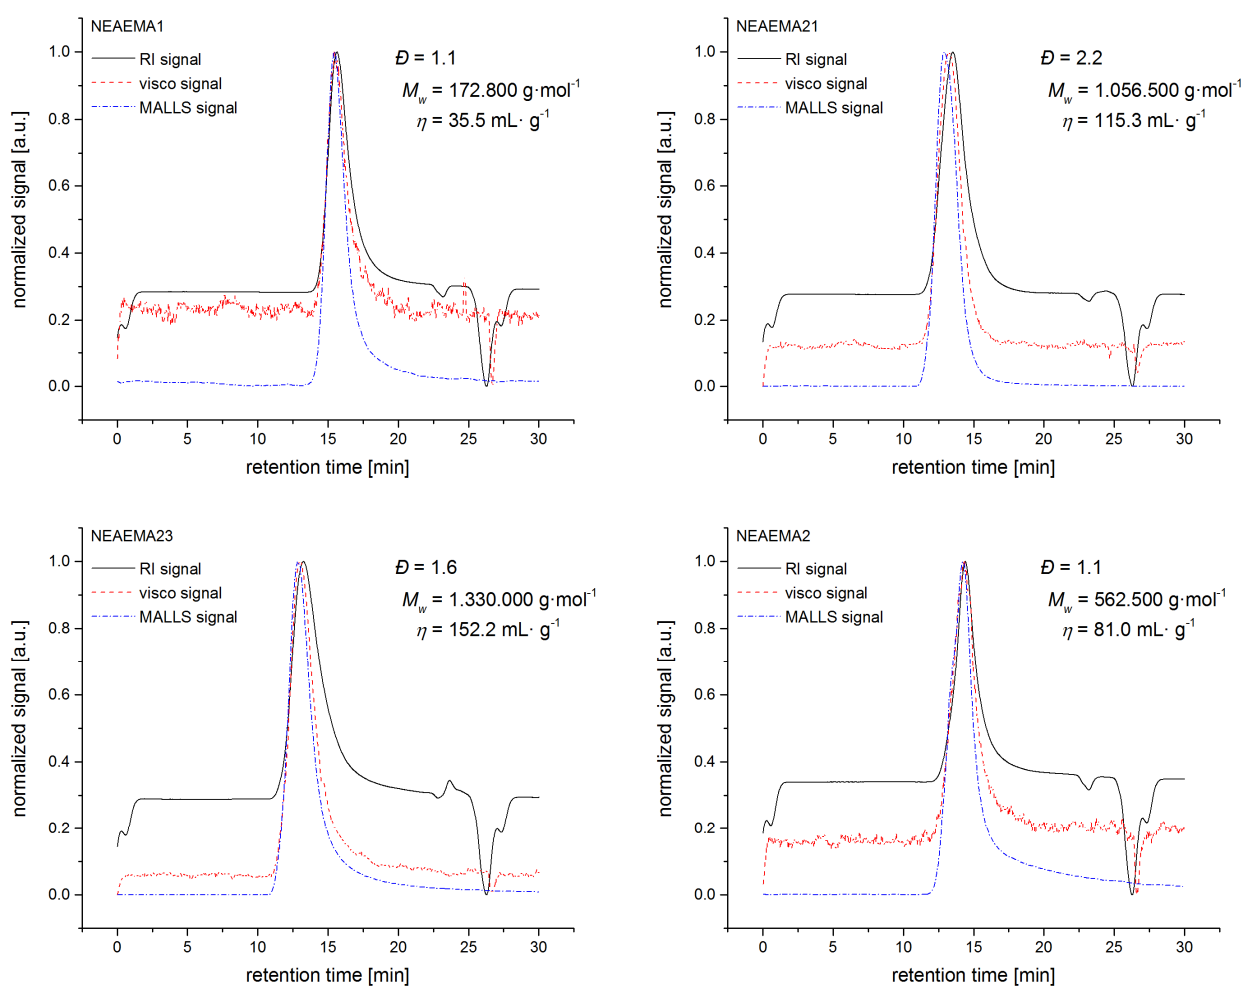 NEAEMA1
RI signal
visco signal
MALLS signal
Đ = 1.1
Mw = 172.800 g·mol-1
η = 35.5 mL· g-1
normalized signal [a.u.]
1.0
0.8
0.6
0.4
0.2
0.0
0 5 10 15 20 25 30
retention time [min]
NEAEMA21
RI signal
visco signal
MALLS signal
Đ = 2.2
Mw = 1.056.500 g·mol-1
η = 115.3 mL· g-1
normalized signal [a.u.]
1.0
0.8
0.6
0.4
0.2
0.0
0 5 10 15 20 25 30
retention time [min]
NEAEMA23
RI signal
visco signal
MALLS signal
Đ = 1.6
Mw = 1.330.000 g·mol-1
η = 152.2 mL· g-1
normalized signal [a.u.]
1.0
0.8
0.6
0.4
0.2
0.0
0 5 10 15 20 25 30
retention time [min]
NEAEMA2
RI signal
visco signal
MALLS signal
Đ = 1.1
Mw = 562.500 g·mol-1
η = 81.0 mL· g-1
normalized signal [a.u.]
1.0
0.8
0.6
0.4
0.2
0.0
0 5 10 15 20 25 30
retention time [min]